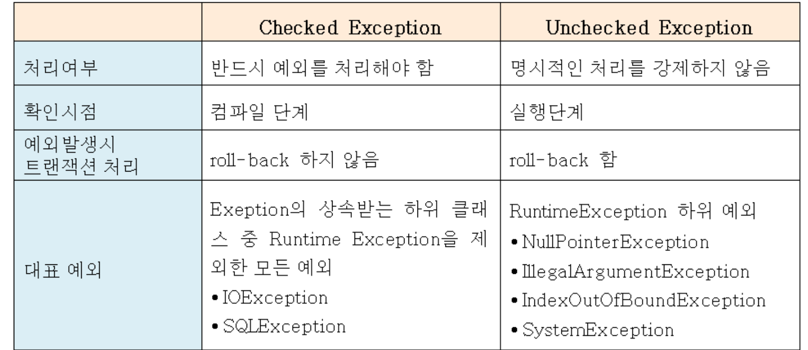 Checked Exception
Unchecked Exception
처리여부
반드시 예외를 처리해야 함
명시적인 처리를 강제하지 않음
확인시점
컴파일 단계
실행단계
예외발생시
트랜잭션 처리
roll-back 하지 않음
roll-back 함
대표 예외
Exeption의 상속받는 하위 클래
스 중 Runtime Exception을 제
외한 모든 예외
•IOException
•SQLException
RuntimeException 하위 예외
•NullPointerException
•IllegalArgumentException
•IndexOutOfBoundException
•SystemException